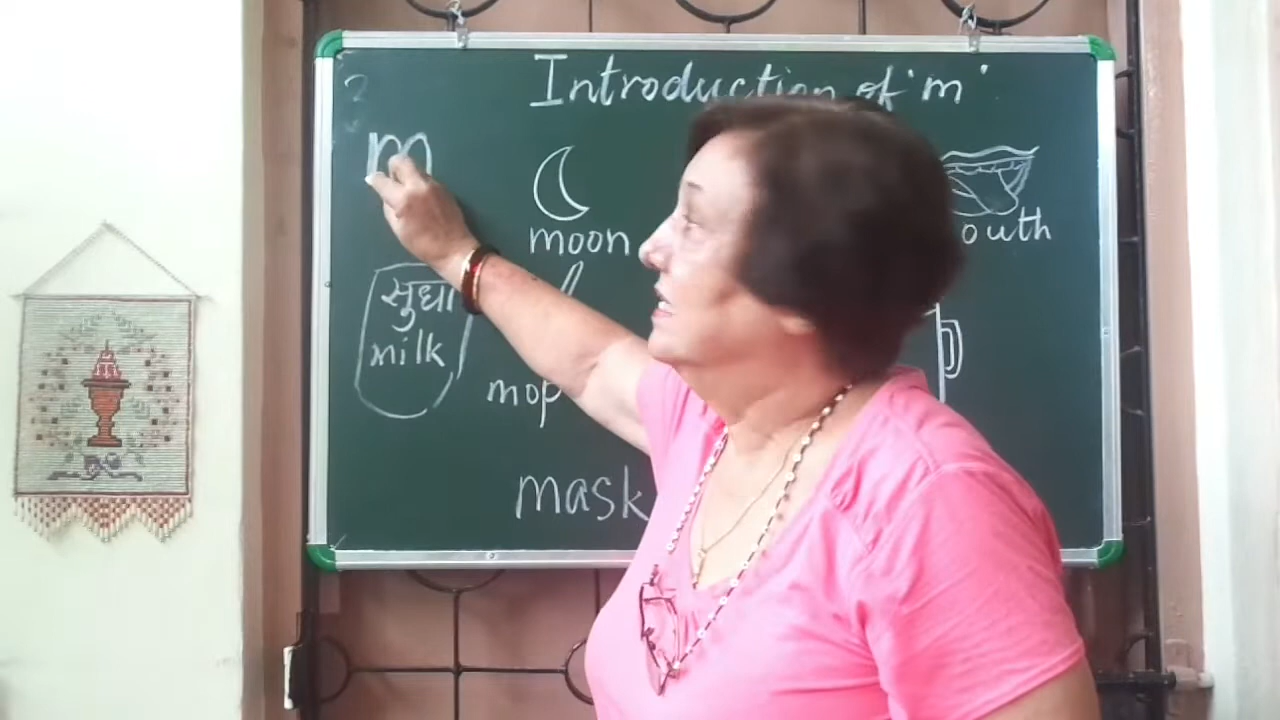 Introduction of 'm'
m
moon
outh
सुधा
milk
mop
mask